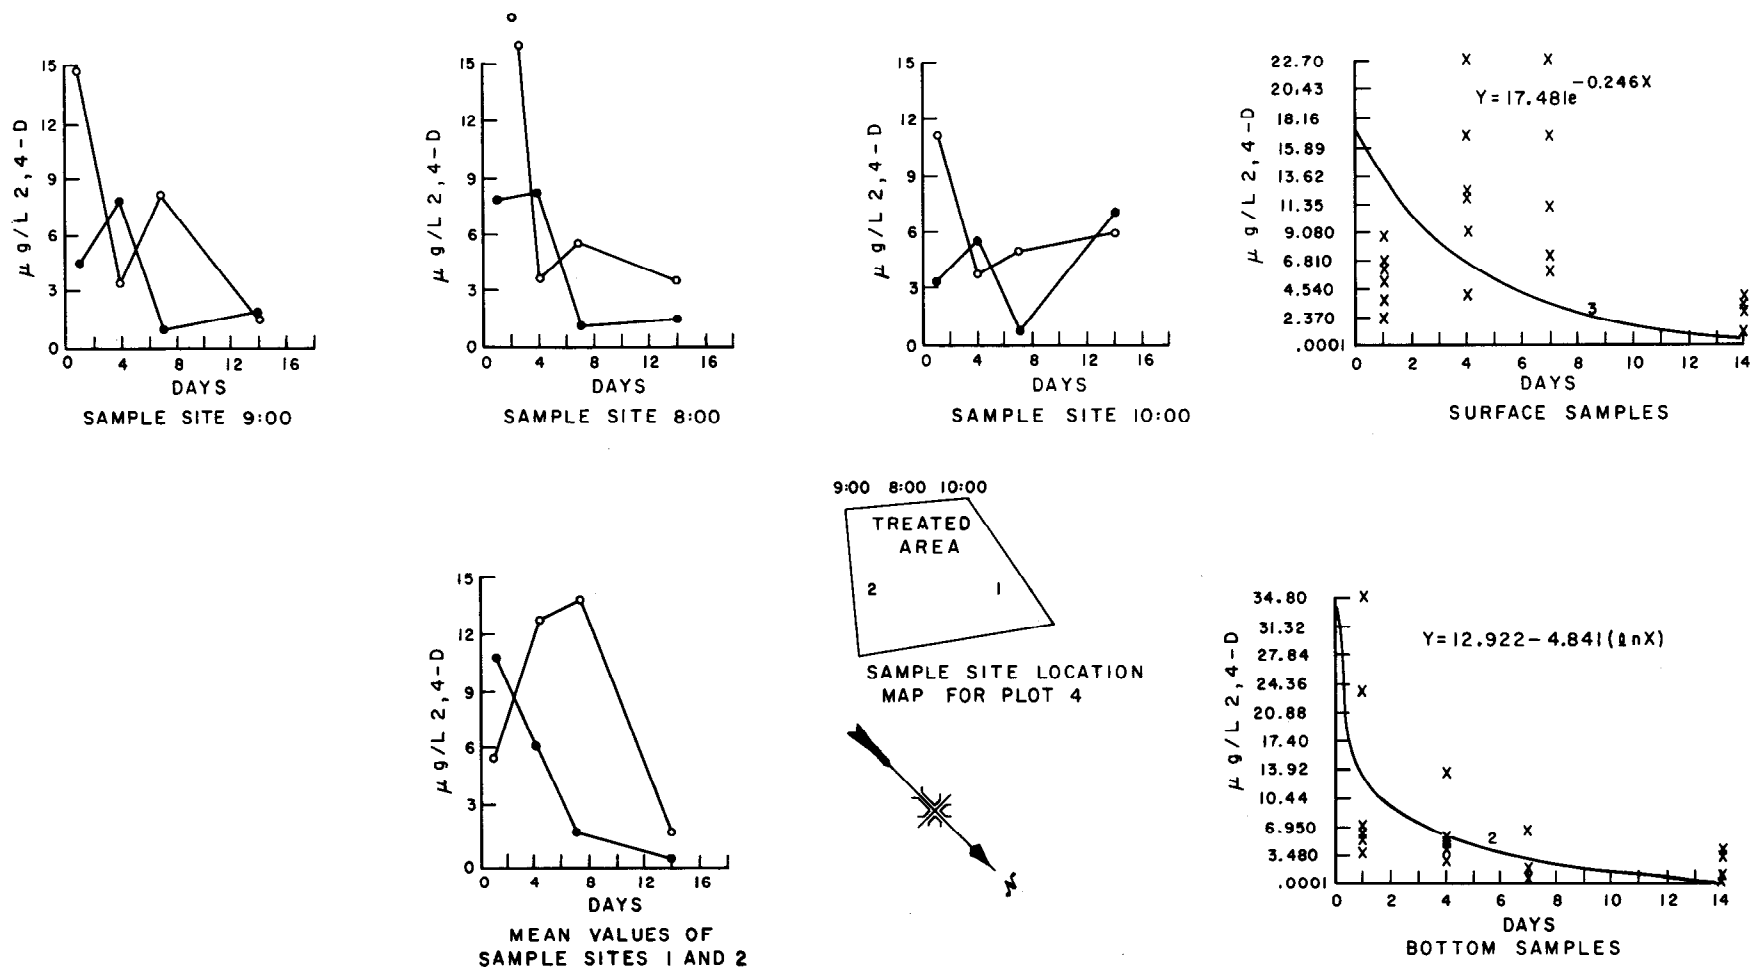 15
12
9
6
3
0
μg/L 2,4-D
0 4 8 12 16
DAYS
SAMPLE SITE 9:00
15
12
9
6
3
0
μg/L 2,4-D
0 4 8 12 16
DAYS
SAMPLE SITE 8:00
15
12
9
6
3
0
μg/L 2,4-D
0 4 8 12 16
DAYS
SAMPLE SITE 10:00
22.70
20.43
18.16
15.89
13.62
11.35
9.080
6.810
4.540
2.370
.0001
μg/L 2,4-D
Y=17.481e-0.246X
3
0 2 4 6 8 10 12 14
DAYS
SURFACE SAMPLES
15
12
9
6
3
0
μg/L 2,4-D
0 4 8 12 16
DAYS
MEAN VALUES OF
SAMPLE SITES 1 AND 2
9:00 8:00 10:00
TREATED
AREA
2 1
SAMPLE SITE LOCATION
MAP FOR PLOT 4
N
34.80
31.32
27.84
24.36
20.88
17.40
13.92
10.44
6.950
3.480
.0001
μg/L 2,4-D
Y=12.922-4.841(ℓnX)
2
0 2 4 6 8 10 12 14
DAYS
BOTTOM SAMPLES